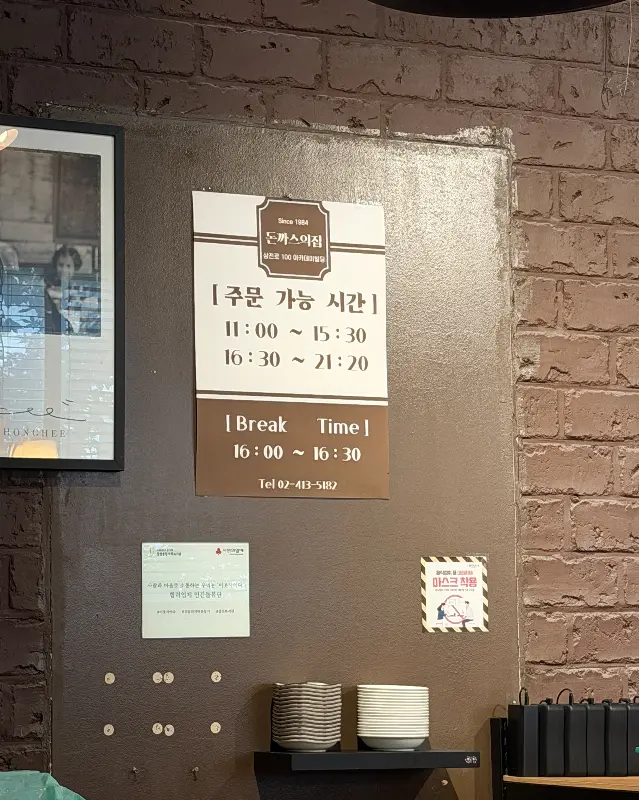 Since 1984
돈까스의집
삼전로 100 아카데미빌딩
[ 주문 가능 시간 ]
11 : 00 ~ 15 : 30
16 : 30 ~ 21 : 20
[ Break Time ]
16 : 00 ~ 16 : 30
Tel 02-413-5182
HONGHEE
마스크 착용